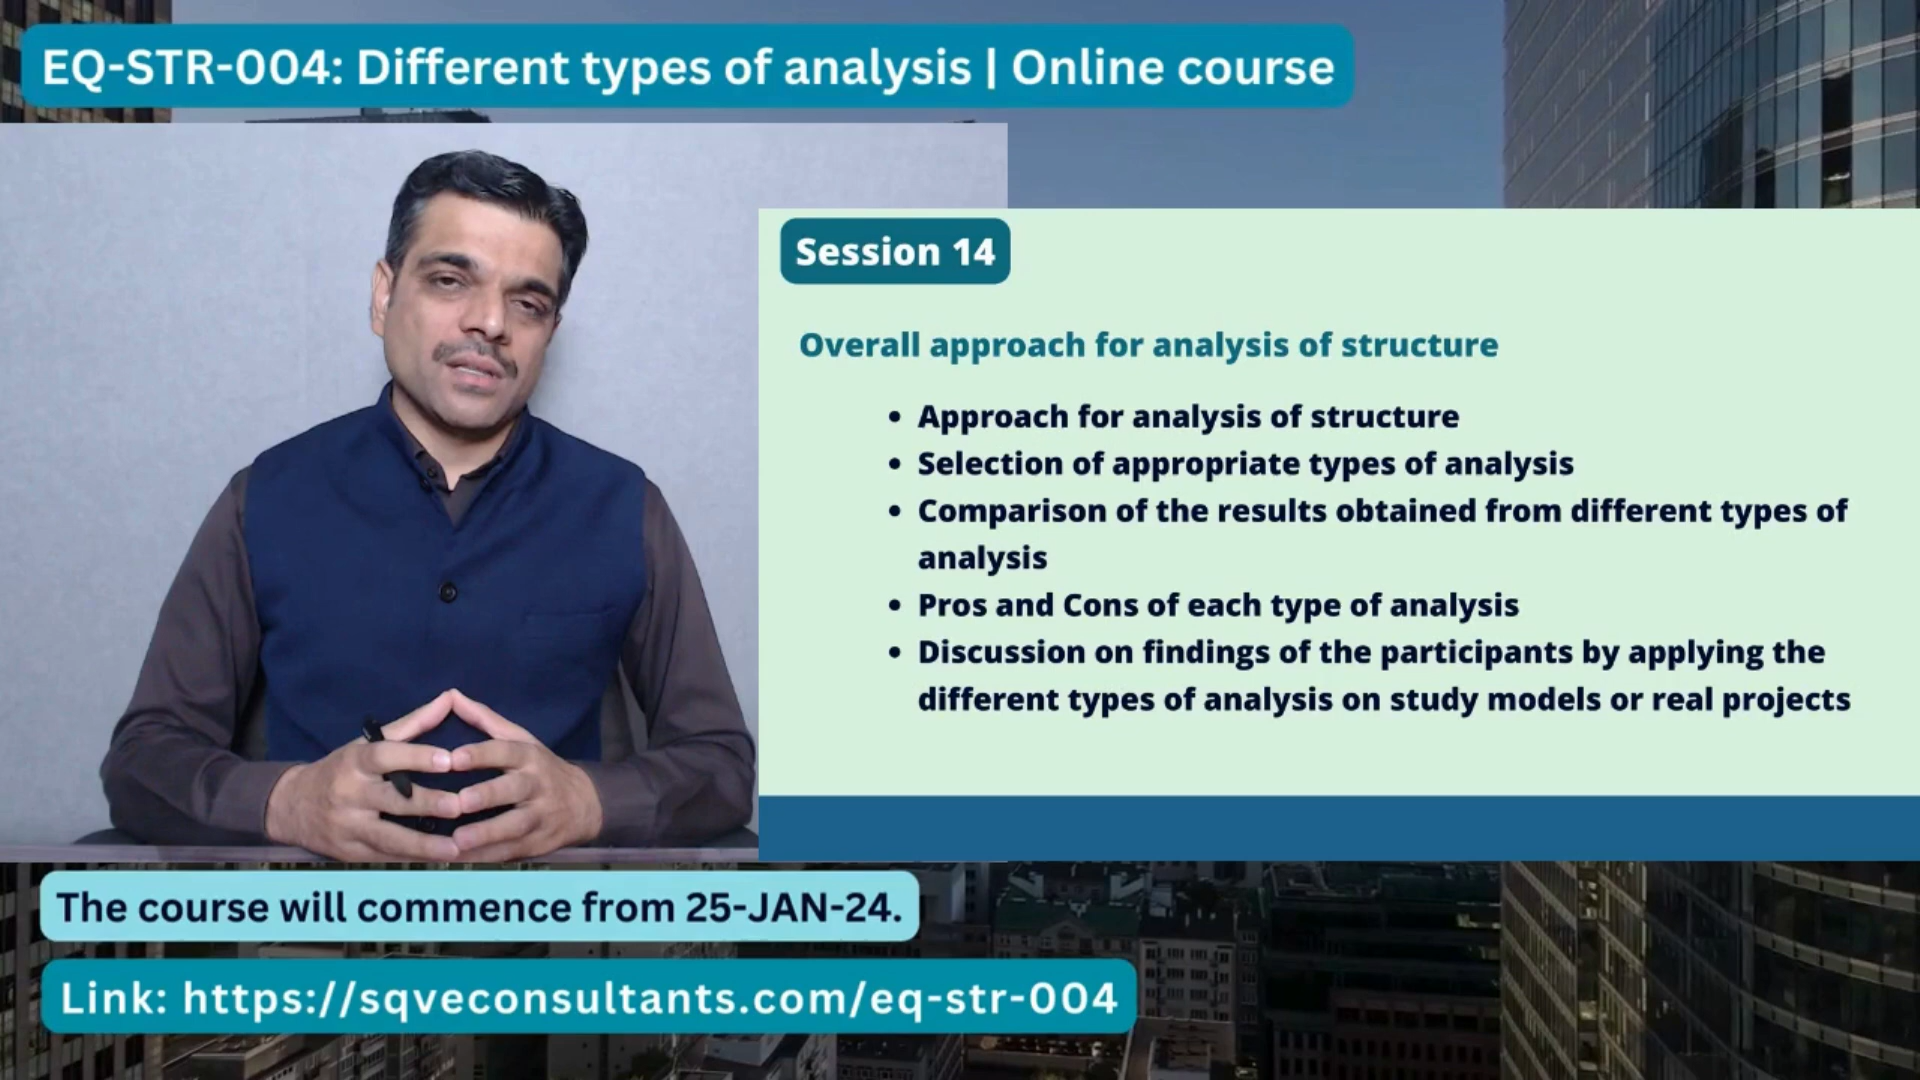 EQ-STR-004: Different types of analysis | Online course
Session 14
Overall approach for analysis of structure
• Approach for analysis of structure
• Selection of appropriate types of analysis
• Comparison of the results obtained from different types of
analysis
• Pros and Cons of each type of analysis
• Discussion on findings of the participants by applying the
different types of analysis on study models or real projects
The course will commence from 25-JAN-24.
Link: https://sqveconsultants.com/eq-str-004